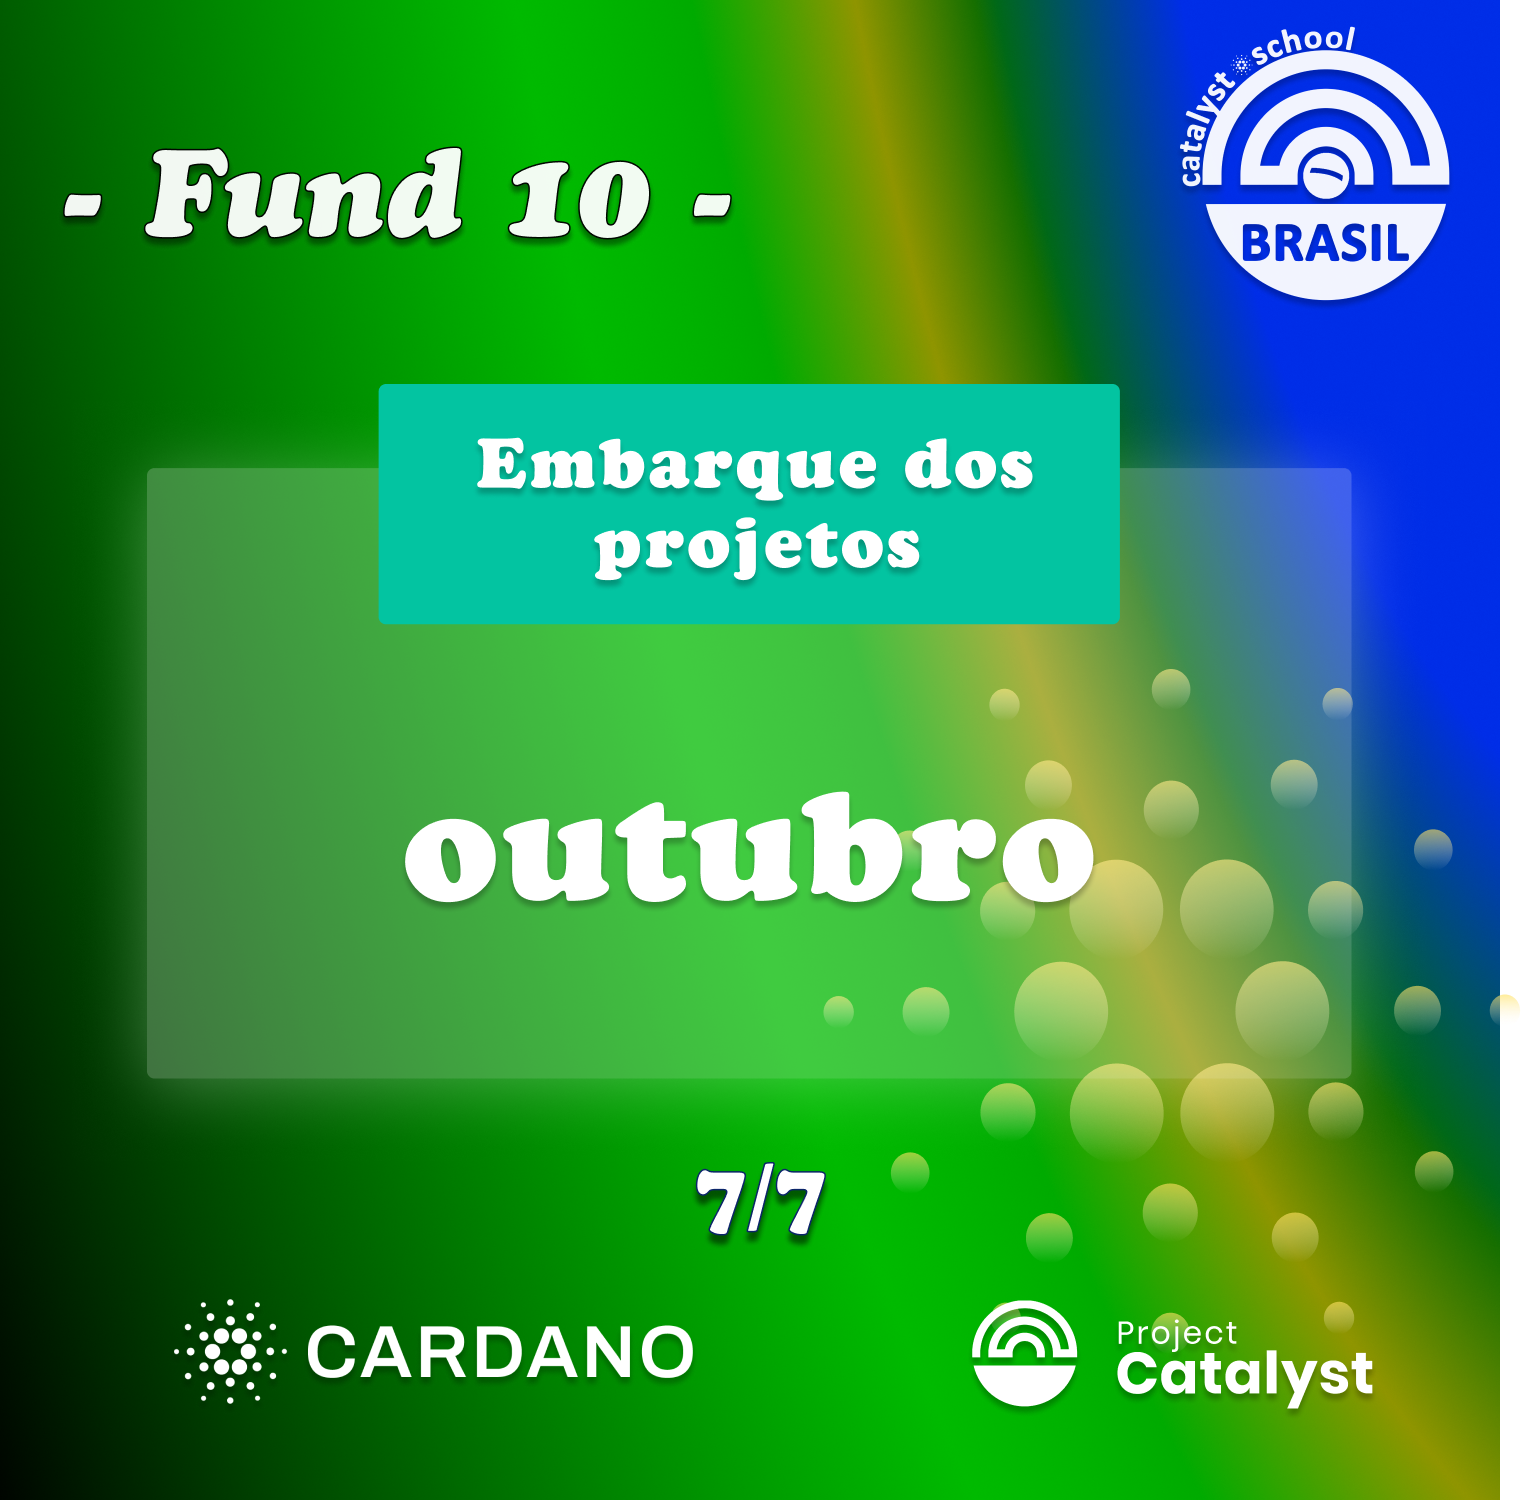 catalyst school
BRASIL
- Fund 10 -
Embarque dos
projetos
outubro
7/7
CARDANO
Project
Catalyst